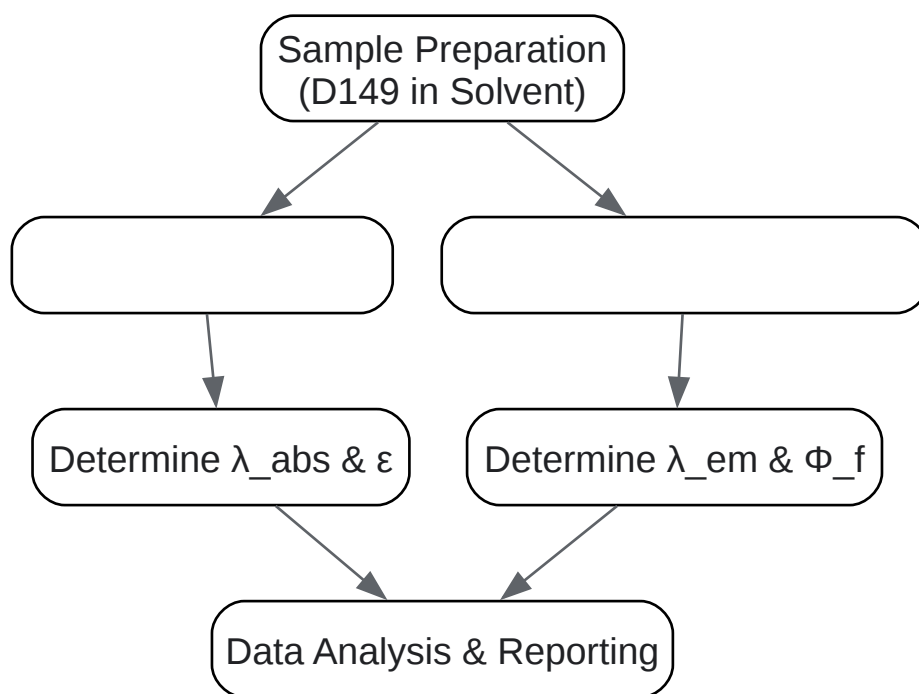 Sample Preparation
(D149 in Solvent)
Determine λ_abs & ε
Determine λ_em & Φ_f
Data Analysis & Reporting